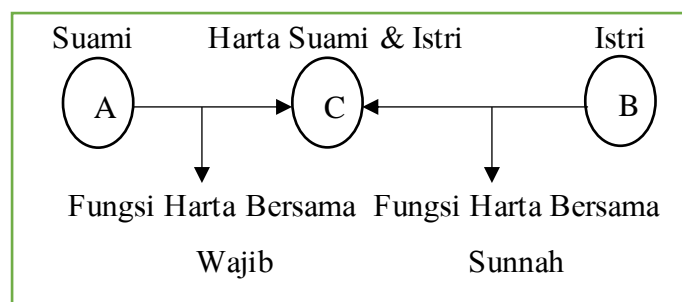 Suami Harta Suami & Istri Istri
A C B
Fungsi Harta Bersama Fungsi Harta Bersama
Wajib Sunnah